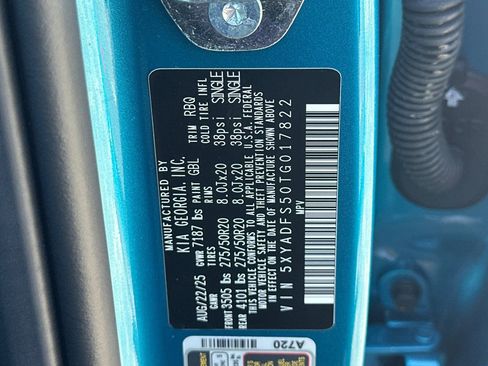 MANUFACTURED BY
KIA GEORGIA, INC.
PAINT GBL TRIM RBQ
AUG/22/25 GVWR 7187 lbs
GAWR TIRES RIMS COLD TIRE INFL
FRONT 3505 lbs 275/50R20 8.0JX20 38psi SINGLE
REAR 4101 lbs 275/50R20 8.0JX20 38psi SINGLE
THIS VEHICLE CONFORMS TO ALL APPLICABLE U.S.A. FEDERAL
MOTOR VEHICLE SAFETY AND THEFT PREVENTION STANDARDS
IN EFFECT ON THE DATE OF MANUFACTURE SHOWN ABOVE
VIN 5XYADFS50TG017822
MPV
A720